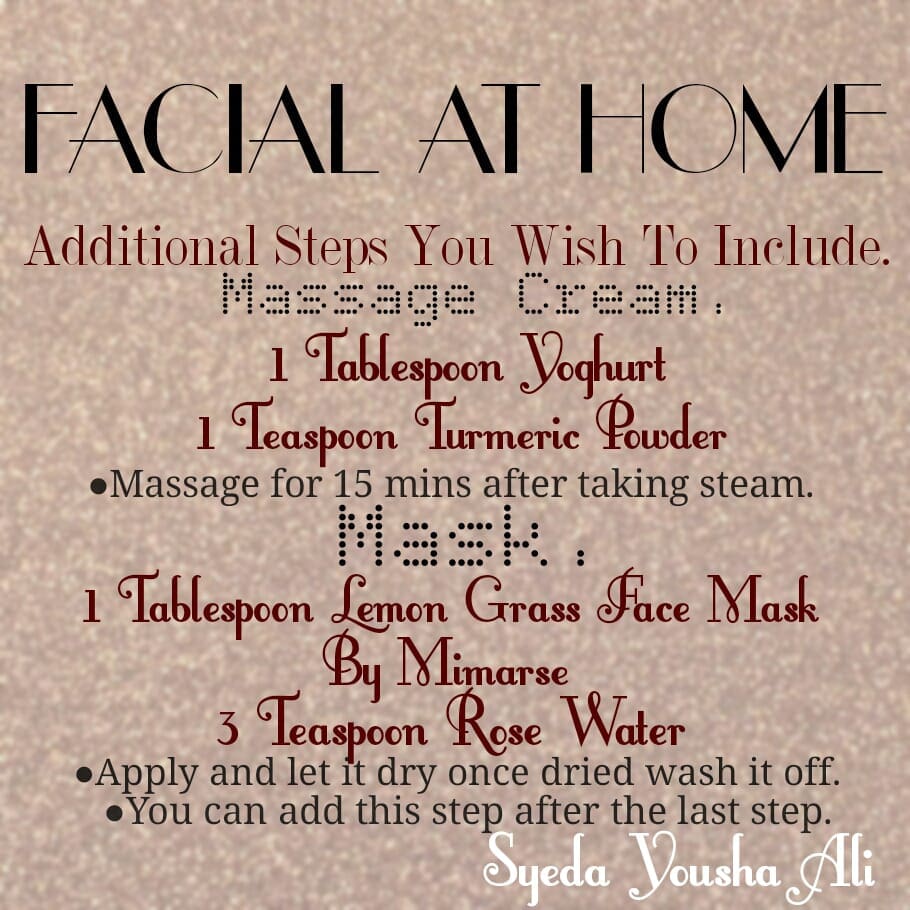 FACIAL AT HOME
Additional Steps You Wish To Include.
Massage Cream.
1 Tablespoon Yoghurt
1 Teaspoon Turmeric Powder
•Massage for 15 mins after taking steam.
Mask.
1 Tablespoon Lemon Grass Face Mask
By Mimarse
3 Teaspoon Rose Water
•Apply and let it dry once dried wash it off.
•You can add this step after the last step.
Syeda Yousha Ali